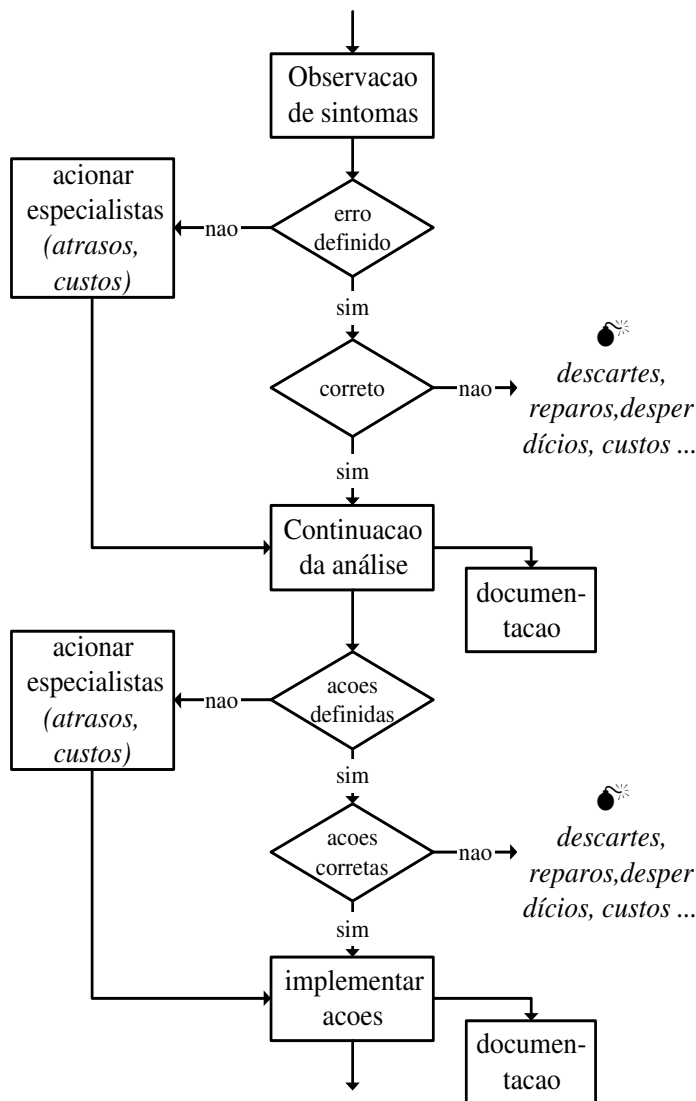 Observacao
de sintomas
acionar
especialistas
(atrasos,
custos)
nao
erro
definido
sim
correto
nao
descartes,
reparos,desper
dícios, custos ...
sim
Continuacao
da análise
documen-
tacao
acionar
especialistas
(atrasos,
custos)
nao
acoes
definidas
sim
acoes
corretas
nao
descartes,
reparos,desper
dícios, custos ...
sim
implementar
acoes
documen-
tacao